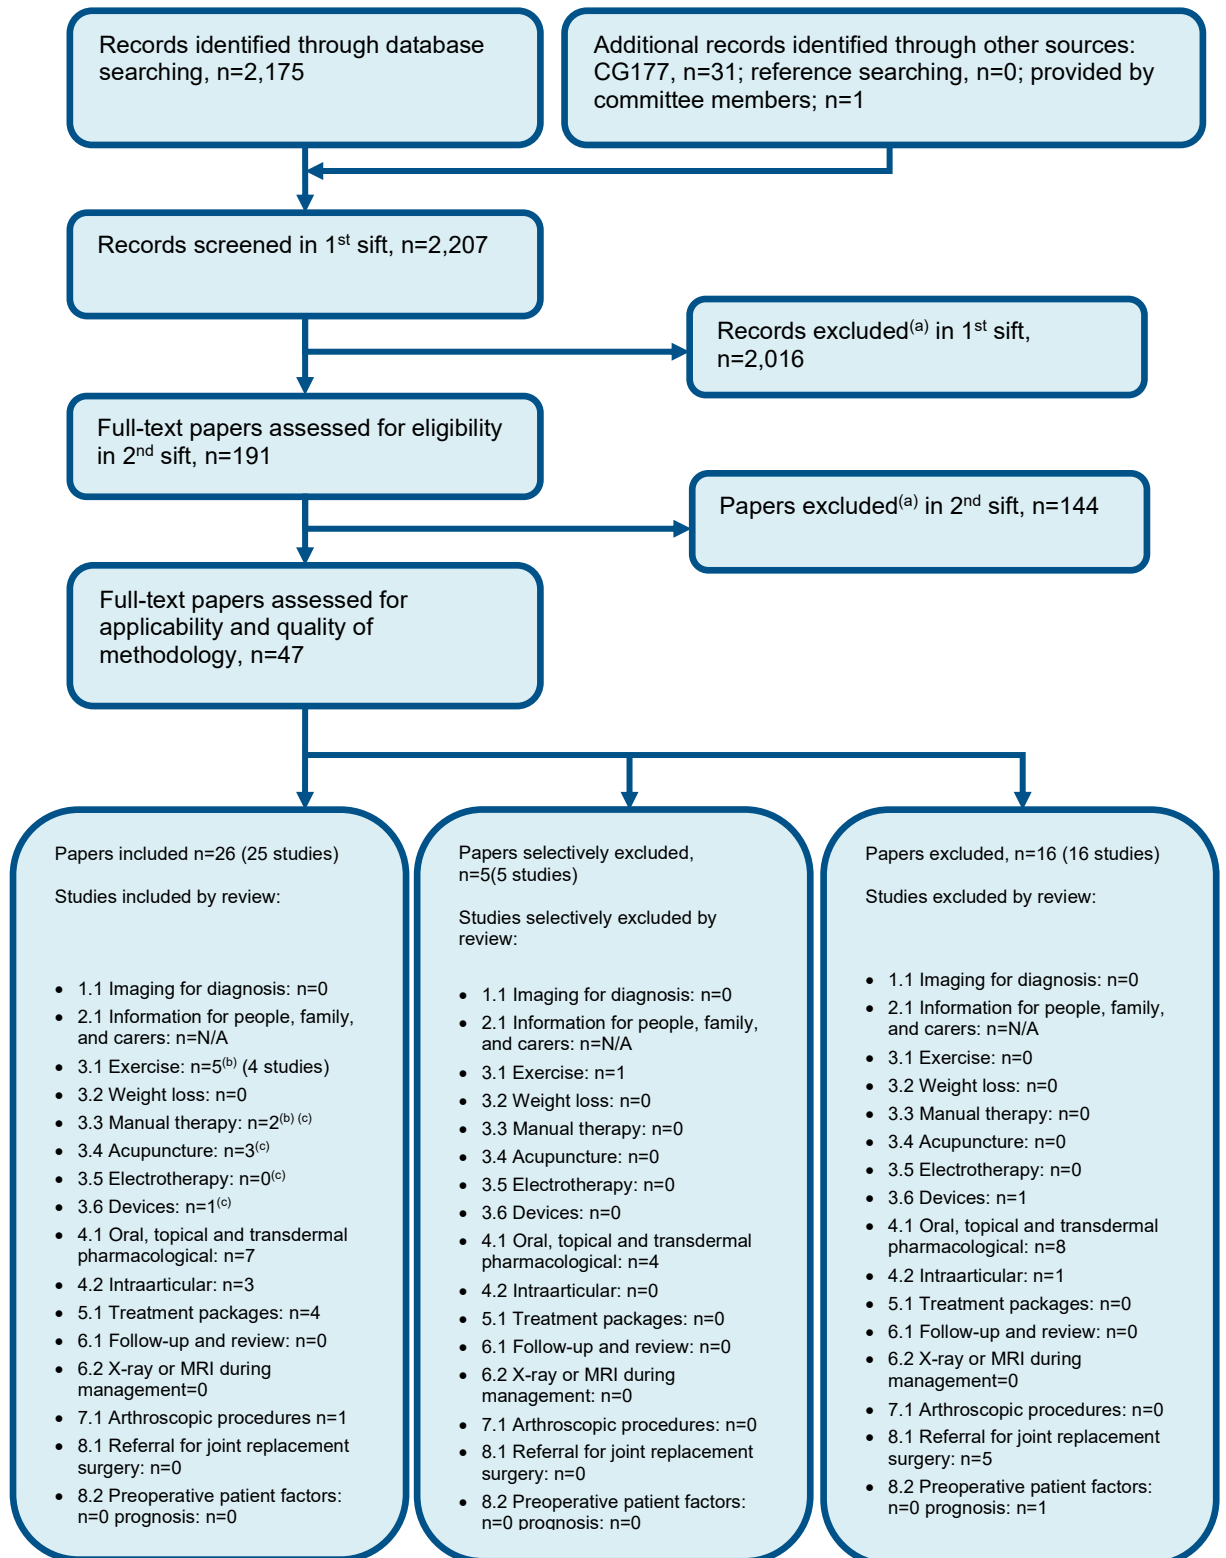 Records identified through database
searching, n=2,175
Additional records identified through other sources:
CG177, n=31; reference searching, n=0; provided by
committee members; n=1
Records screened in 1st sift, n=2,207
Records excluded(a) in 1st sift,
n=2,016
Full-text papers assessed for eligibility
in 2nd sift, n=191
Papers excluded(a) in 2nd sift, n=144
Full-text papers assessed for
applicability and quality of
methodology, n=47
Papers included n=26 (25 studies)
Studies included by review:
• 1.1 Imaging for diagnosis: n=0
• 2.1 Information for people, family,
and carers: n=N/A
• 3.1 Exercise: n=5(b) (4 studies)
• 3.2 Weight loss: n=0
• 3.3 Manual therapy: n=2(b) (c)
• 3.4 Acupuncture: n=3(c)
• 3.5 Electrotherapy: n=0(c)
• 3.6 Devices: n=1(c)
• 4.1 Oral, topical and transdermal
pharmacological: n=7
• 4.2 Intraarticular: n=3
• 5.1 Treatment packages: n=4
• 6.1 Follow-up and review: n=0
• 6.2 X-ray or MRI during
management=0
• 7.1 Arthroscopic procedures n=1
• 8.1 Referral for joint replacement
surgery: n=0
• 8.2 Preoperative patient factors:
n=0 prognosis: n=0
Papers selectively excluded,
n=5(5 studies)
Studies selectively excluded by
review:
• 1.1 Imaging for diagnosis: n=0
• 2.1 Information for people, family,
and carers: n=N/A
• 3.1 Exercise: n=1
• 3.2 Weight loss: n=0
• 3.3 Manual therapy: n=0
• 3.4 Acupuncture: n=0
• 3.5 Electrotherapy: n=0
• 3.6 Devices: n=0
• 4.1 Oral, topical and transdermal
pharmacological: n=4
• 4.2 Intraarticular: n=0
• 5.1 Treatment packages: n=0
• 6.1 Follow-up and review: n=0
• 6.2 X-ray or MRI during
management: n=0
• 7.1 Arthroscopic procedures: n=0
• 8.1 Referral for joint replacement
surgery: n=0
• 8.2 Preoperative patient factors:
n=0 prognosis: n=0
Papers excluded, n=16 (16 studies)
Studies excluded by review:
• 1.1 Imaging for diagnosis: n=0
• 2.1 Information for people, family,
and carers: n=N/A
• 3.1 Exercise: n=0
• 3.2 Weight loss: n=0
• 3.3 Manual therapy: n=0
• 3.4 Acupuncture: n=0
• 3.5 Electrotherapy: n=0
• 3.6 Devices: n=1
• 4.1 Oral, topical and transdermal
pharmacological: n=8
• 4.2 Intraarticular: n=1
• 5.1 Treatment packages: n=0
• 6.1 Follow-up and review: n=0
• 6.2 X-ray or MRI during
management=0
• 7.1 Arthroscopic procedures: n=0
• 8.1 Referral for joint replacement
surgery: n=5
• 8.2 Preoperative patient factors:
n=0 prognosis: n=1